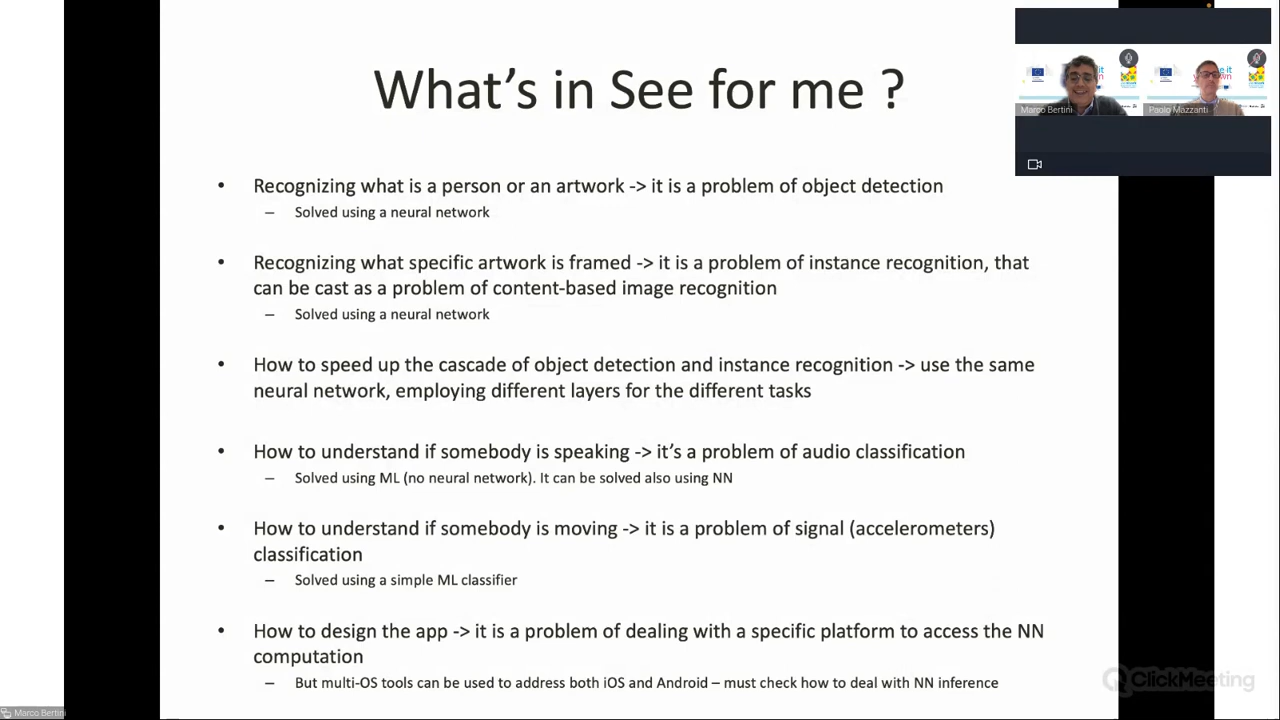 What's in See for me ?
Marco Bertini
Paolo Mazzanti
• Recognizing what is a person or an artwork -> it is a problem of object detection
– Solved using a neural network
• Recognizing what specific artwork is framed -> it is a problem of instance recognition, that
can be cast as a problem of content-based image recognition
– Solved using a neural network
• How to speed up the cascade of object detection and instance recognition -> use the same
neural network, employing different layers for the different tasks
• How to understand if somebody is speaking -> it's a problem of audio classification
– Solved using ML (no neural network). It can be solved also using NN
• How to understand if somebody is moving -> it is a problem of signal (accelerometers)
classification
– Solved using a simple ML classifier
• How to design the app -> it is a problem of dealing with a specific platform to access the NN
computation
– But multi-OS tools can be used to address both iOS and Android – must check how to deal with NN inference
ClickMeeting
Marco Bertini